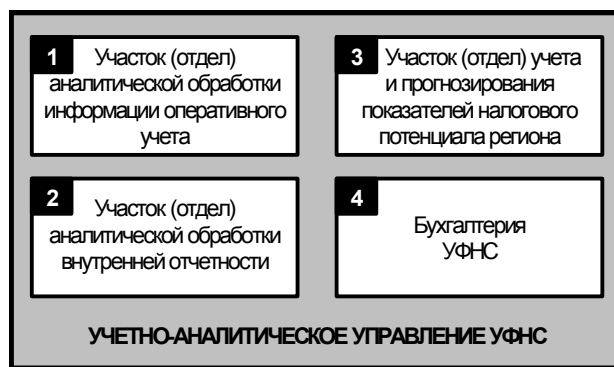 1
Участок (отдел)
аналитической обработки
информации оперативного
учета
3
Участок (отдел) учета
и прогнозирования
показателей налогового
потенциала региона
2
Участок (отдел)
аналитической обработки
внутренней отчетности
4
Бухгалтерия
УФНС
УЧЕТНО-АНАЛИТИЧЕСКОЕ УПРАВЛЕНИЕ УФНС